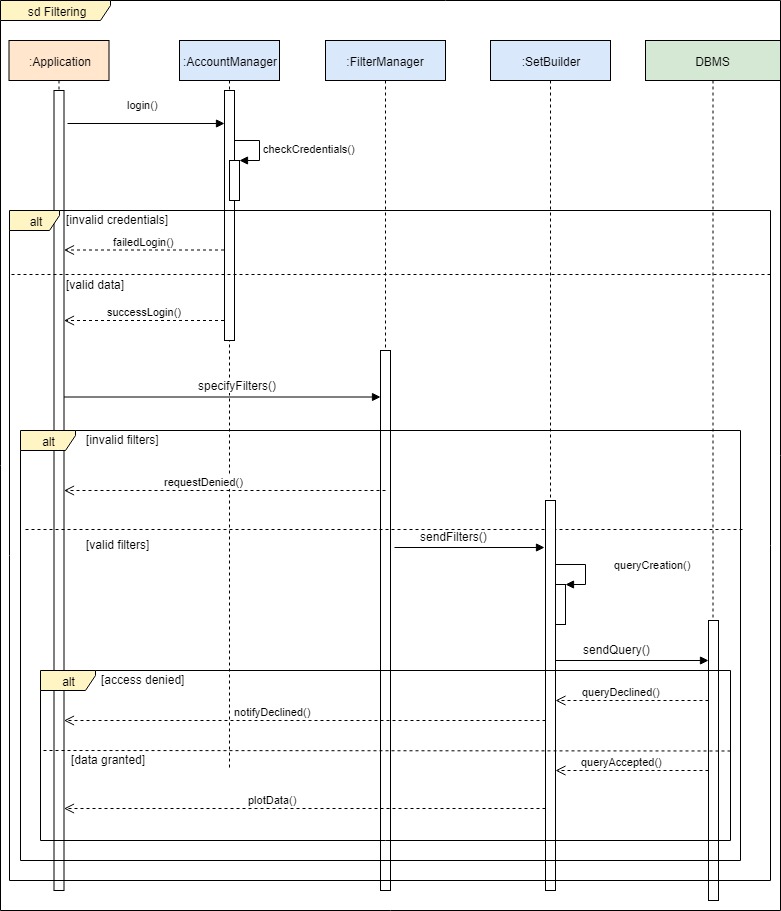 sd Filtering
:Application
:AccountManager
:FilterManager
:SetBuilder
DBMS
login()
checkCredentials()
alt
[invalid credentials]
failedLogin()
[valid data]
successLogin()
specifyFilters()
alt
[invalid filters]
requestDenied()
[valid filters]
sendFilters()
queryCreation()
sendQuery()
alt
[access denied]
queryDeclined()
notifyDeclined()
[data granted]
queryAccepted()
plotData()